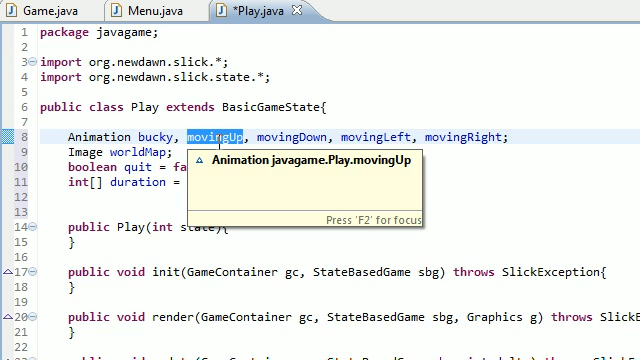 Game.java Menu.java *Play.java
1 package javagame;
2
3 import org.newdawn.slick.*;
4 import org.newdawn.slick.state.*;
5
6 public class Play extends BasicGameState{
7
8 Animation bucky, movingUp, movingDown, movingLeft, movingRight;
9 Image worldMap;
10 boolean quit = fa
11 int[] duration =
12
13
Animation javagame.Play.movingUp
Press 'F2' for focus
14 public Play(int state){
15 }
16
17 public void init(GameContainer gc, StateBasedGame sbg) throws SlickException{
18 }
19
20 public void render(GameContainer gc, StateBasedGame sbg, Graphics g) throws SlickEx
21 }
22